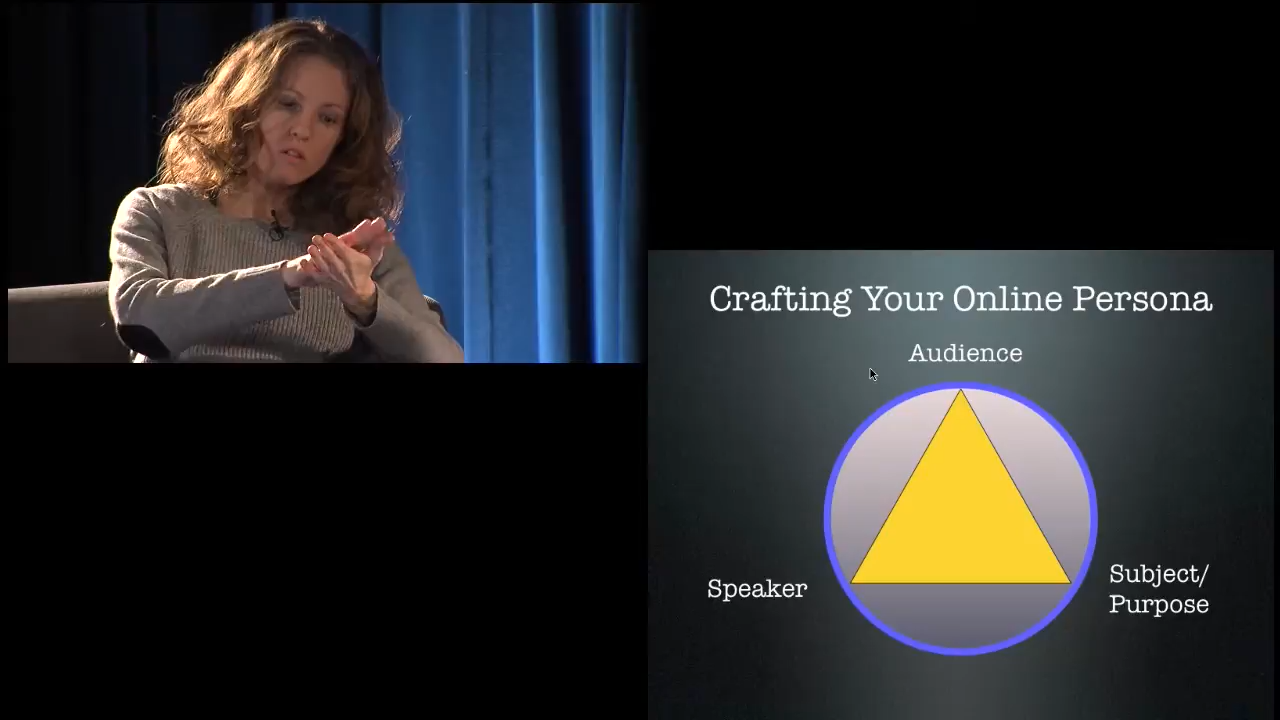 Crafting Your Online Persona
Audience
Speaker
Subject/
Purpose